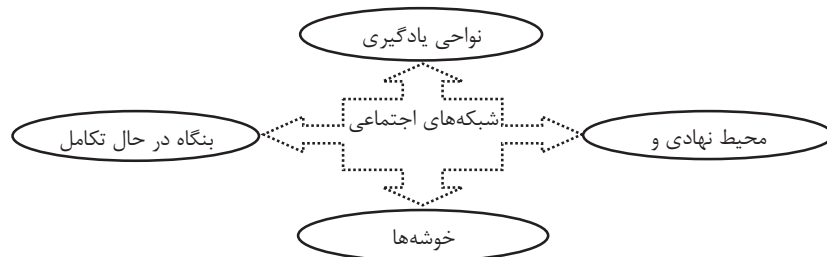 نواحی یادگیری
شبکه‌های اجتماعی
محیط نهادی و
بنگاه در حال تکامل
خوشه‌ها